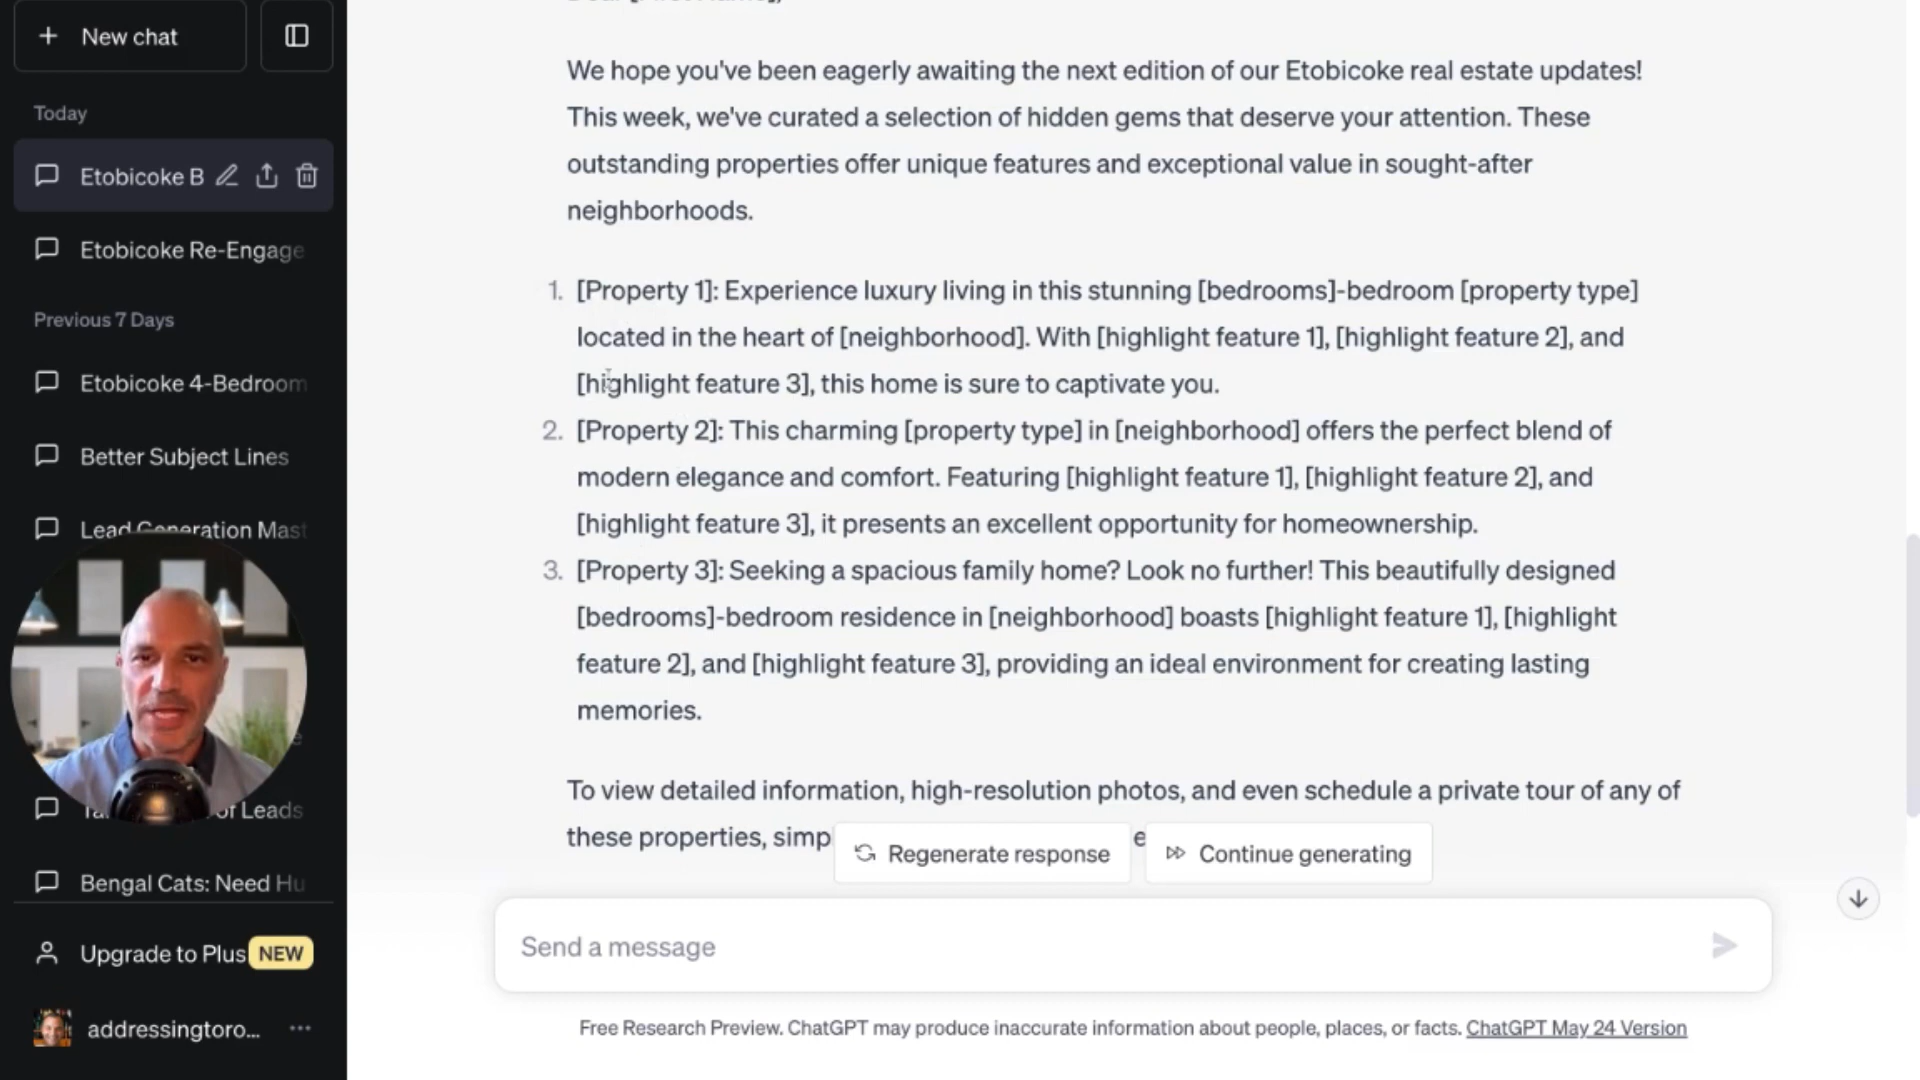 New chat
Today
Etobicoke B
Etobicoke Re-Engage
Previous 7 Days
Etobicoke 4-Bedroom
Better Subject Lines
Lead Generation Mast
of Leads
Bengal Cats: Need Hu
Upgrade to Plus NEW
addressingtoro...
We hope you've been eagerly awaiting the next edition of our Etobicoke real estate updates!
This week, we've curated a selection of hidden gems that deserve your attention. These
outstanding properties offer unique features and exceptional value in sought-after
neighborhoods.
1. [Property 1]: Experience luxury living in this stunning [bedrooms]-bedroom [property type]
located in the heart of [neighborhood]. With [highlight feature 1], [highlight feature 2], and
[highlight feature 3], this home is sure to captivate you.
2. [Property 2]: This charming [property type] in [neighborhood] offers the perfect blend of
modern elegance and comfort. Featuring [highlight feature 1], [highlight feature 2], and
[highlight feature 3], it presents an excellent opportunity for homeownership.
3. [Property 3]: Seeking a spacious family home? Look no further! This beautifully designed
[bedrooms]-bedroom residence in [neighborhood] boasts [highlight feature 1], [highlight
feature 2], and [highlight feature 3], providing an ideal environment for creating lasting
memories.
To view detailed information, high-resolution photos, and even schedule a private tour of any of
these properties, simp
Regenerate response
Continue generating
Send a message
Free Research Preview. ChatGPT may produce inaccurate information about people, places, or facts. ChatGPT May 24 Version